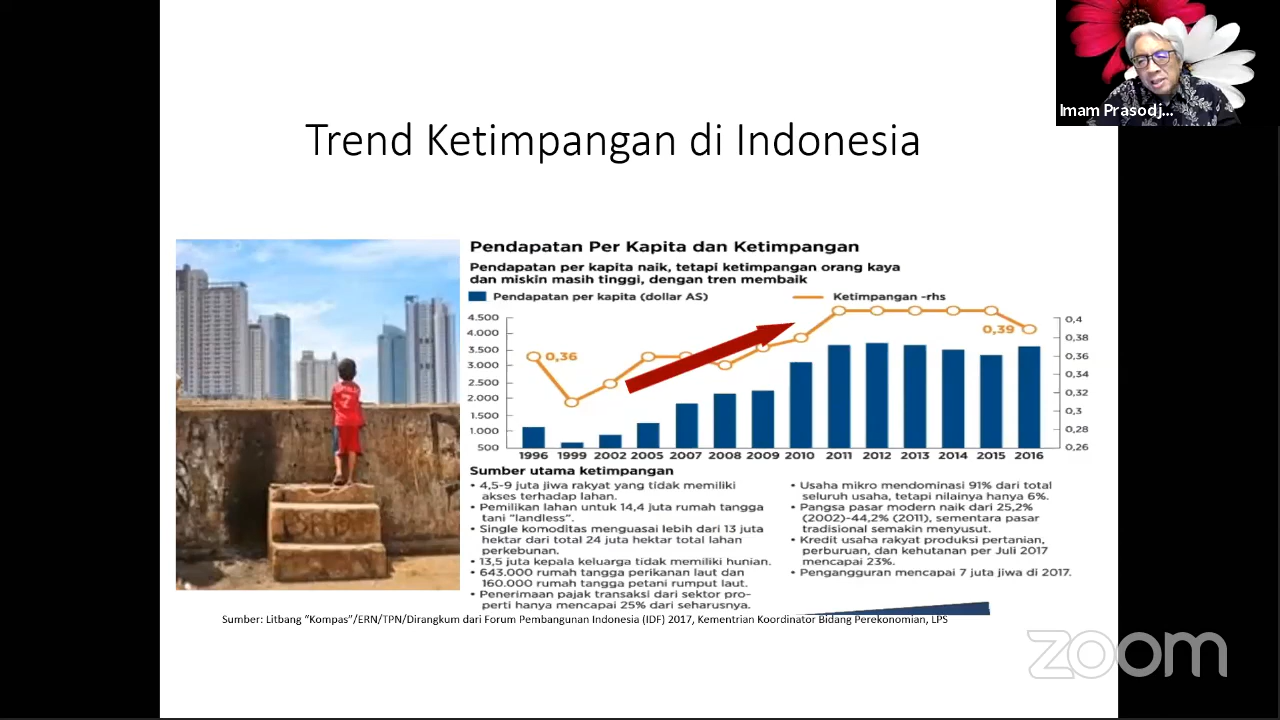 Imam Prasodj...
Trend Ketimpangan di Indonesia
Pendapatan Per Kapita dan Ketimpangan
Pendapatan per kapita naik, tetapi ketimpangan orang kaya
dan miskin masih tinggi, dengan tren membaik
Pendapatan per kapita (dollar AS)
Ketimpangan -rhs
4.500
4.000
3.500
3.000
2.500
2.000
1.500
1.000
500
0,36
0,39
0,4
0,38
0,36
0,34
0,32
0,3
0,28
0,26
1996 1999 2002 2005 2007 2008 2009 2010 2011 2012 2013 2014 2015 2016
7
Sumber utama ketimpangan
• 4,5-9 juta jiwa rakyat yang tidak memiliki
akses terhadap lahan.
• Pemilikan lahan untuk 14,4 juta rumah tangga
tani “landless”.
• Single komoditas menguasai lebih dari 13 juta
hektar dari total 24 juta hektar total lahan
perkebunan.
• 13,5 juta kepala keluarga tidak memiliki hunian.
• 643.000 rumah tangga perikanan laut dan
160.000 rumah tangga petani rumput laut.
• Penerimaan pajak transaksi dari sektor pro-
perti hanya mencapai 25% dari seharusnya.
• Usaha mikro mendominasi 91% dari total
seluruh usaha, tetapi nilainya hanya 6%.
• Pangsa pasar modern naik dari 25,2%
(2002)-44,2% (2011), sementara pasar
tradisional semakin menyusut.
• Kredit usaha rakyat produksi pertanian,
perburuan, dan kehutanan per Juli 2017
mencapai 23%.
• Pengangguran mencapai 7 juta jiwa di 2017.
Sumber: Litbang “Kompas”/ERN/TPN/Dirangkum dari Forum Pembangunan Indonesia (IDF) 2017, Kementrian Koordinator Bidang Perekonomian, LPS
zoom